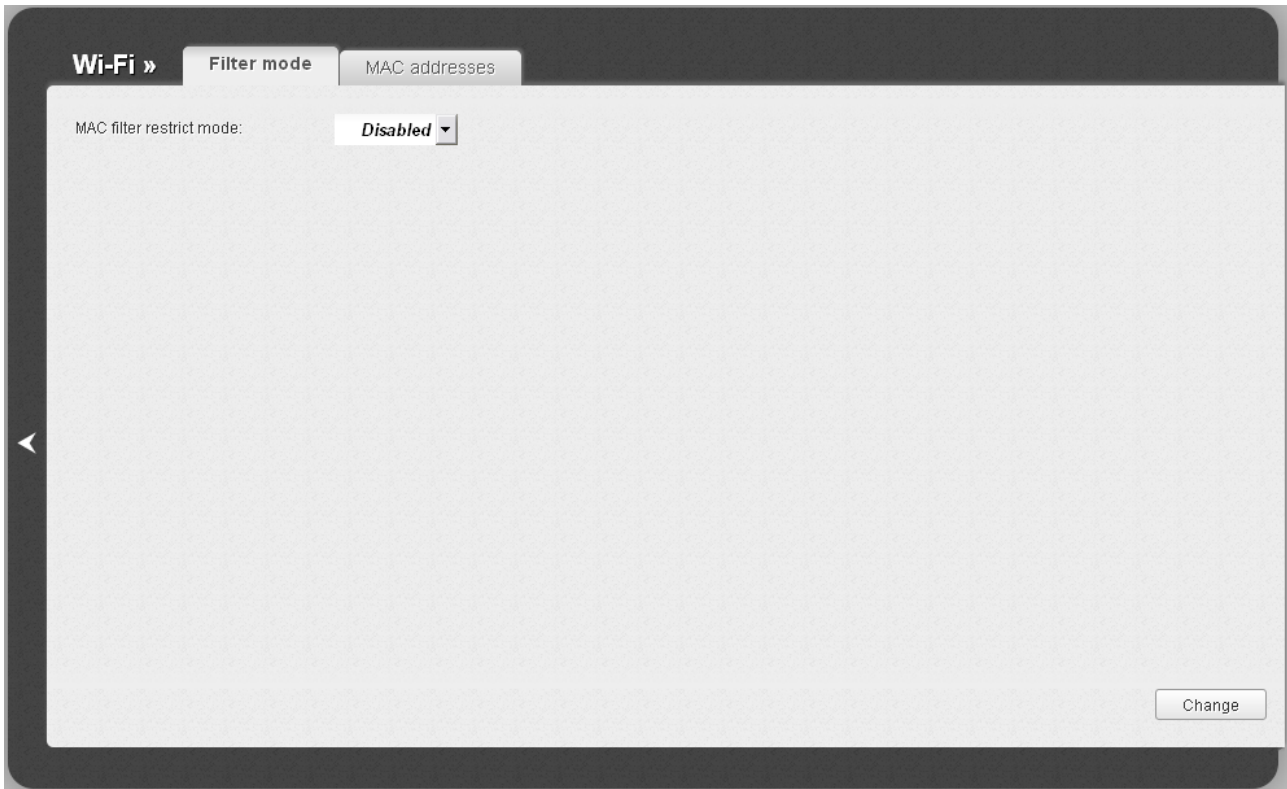 Wi-Fi »
Filter mode
MAC addresses
MAC filter restrict mode:
Disabled
Change